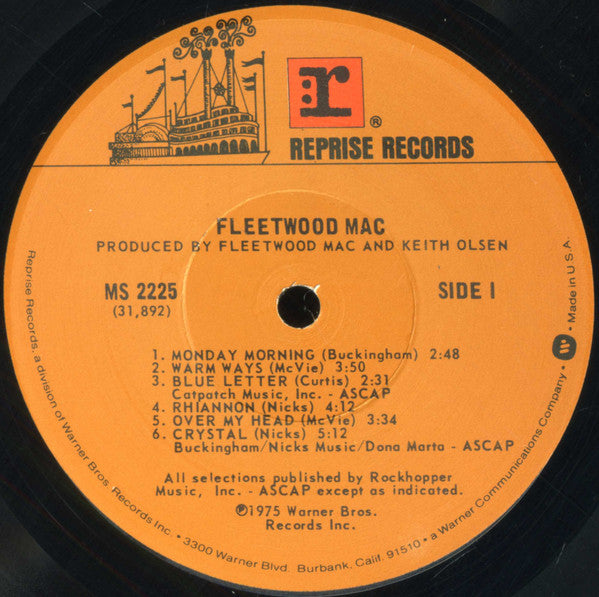 r
®
REPRISE RECORDS
FLEETWOOD MAC
PRODUCED BY FLEETWOOD MAC AND KEITH OLSEN
MS 2225
(31,892)
SIDE 1
1. MONDAY MORNING (Buckingham) 2:48
2. WARM WAYS (McVie) 3:50
3. BLUE LETTER (Curtis) 2:31
Catpatch Music, Inc. - ASCAP
4. RHIANNON (Nicks) 4:12
5. OVER MY HEAD (McVie) 3:34
6. CRYSTAL (Nicks) 5:12
Buckingham/Nicks Music/Dona Marta - ASCAP
All selections published by Rockhopper
Music, Inc. - ASCAP except as indicated.
℗1975 Warner Bros.
Records Inc.
Reprise Records, a division of Warner Bros. Records Inc. • 3300 Warner Blvd. Burbank, Calif. 91510 • a Warner Communications Company • W • Made in U.S.A.